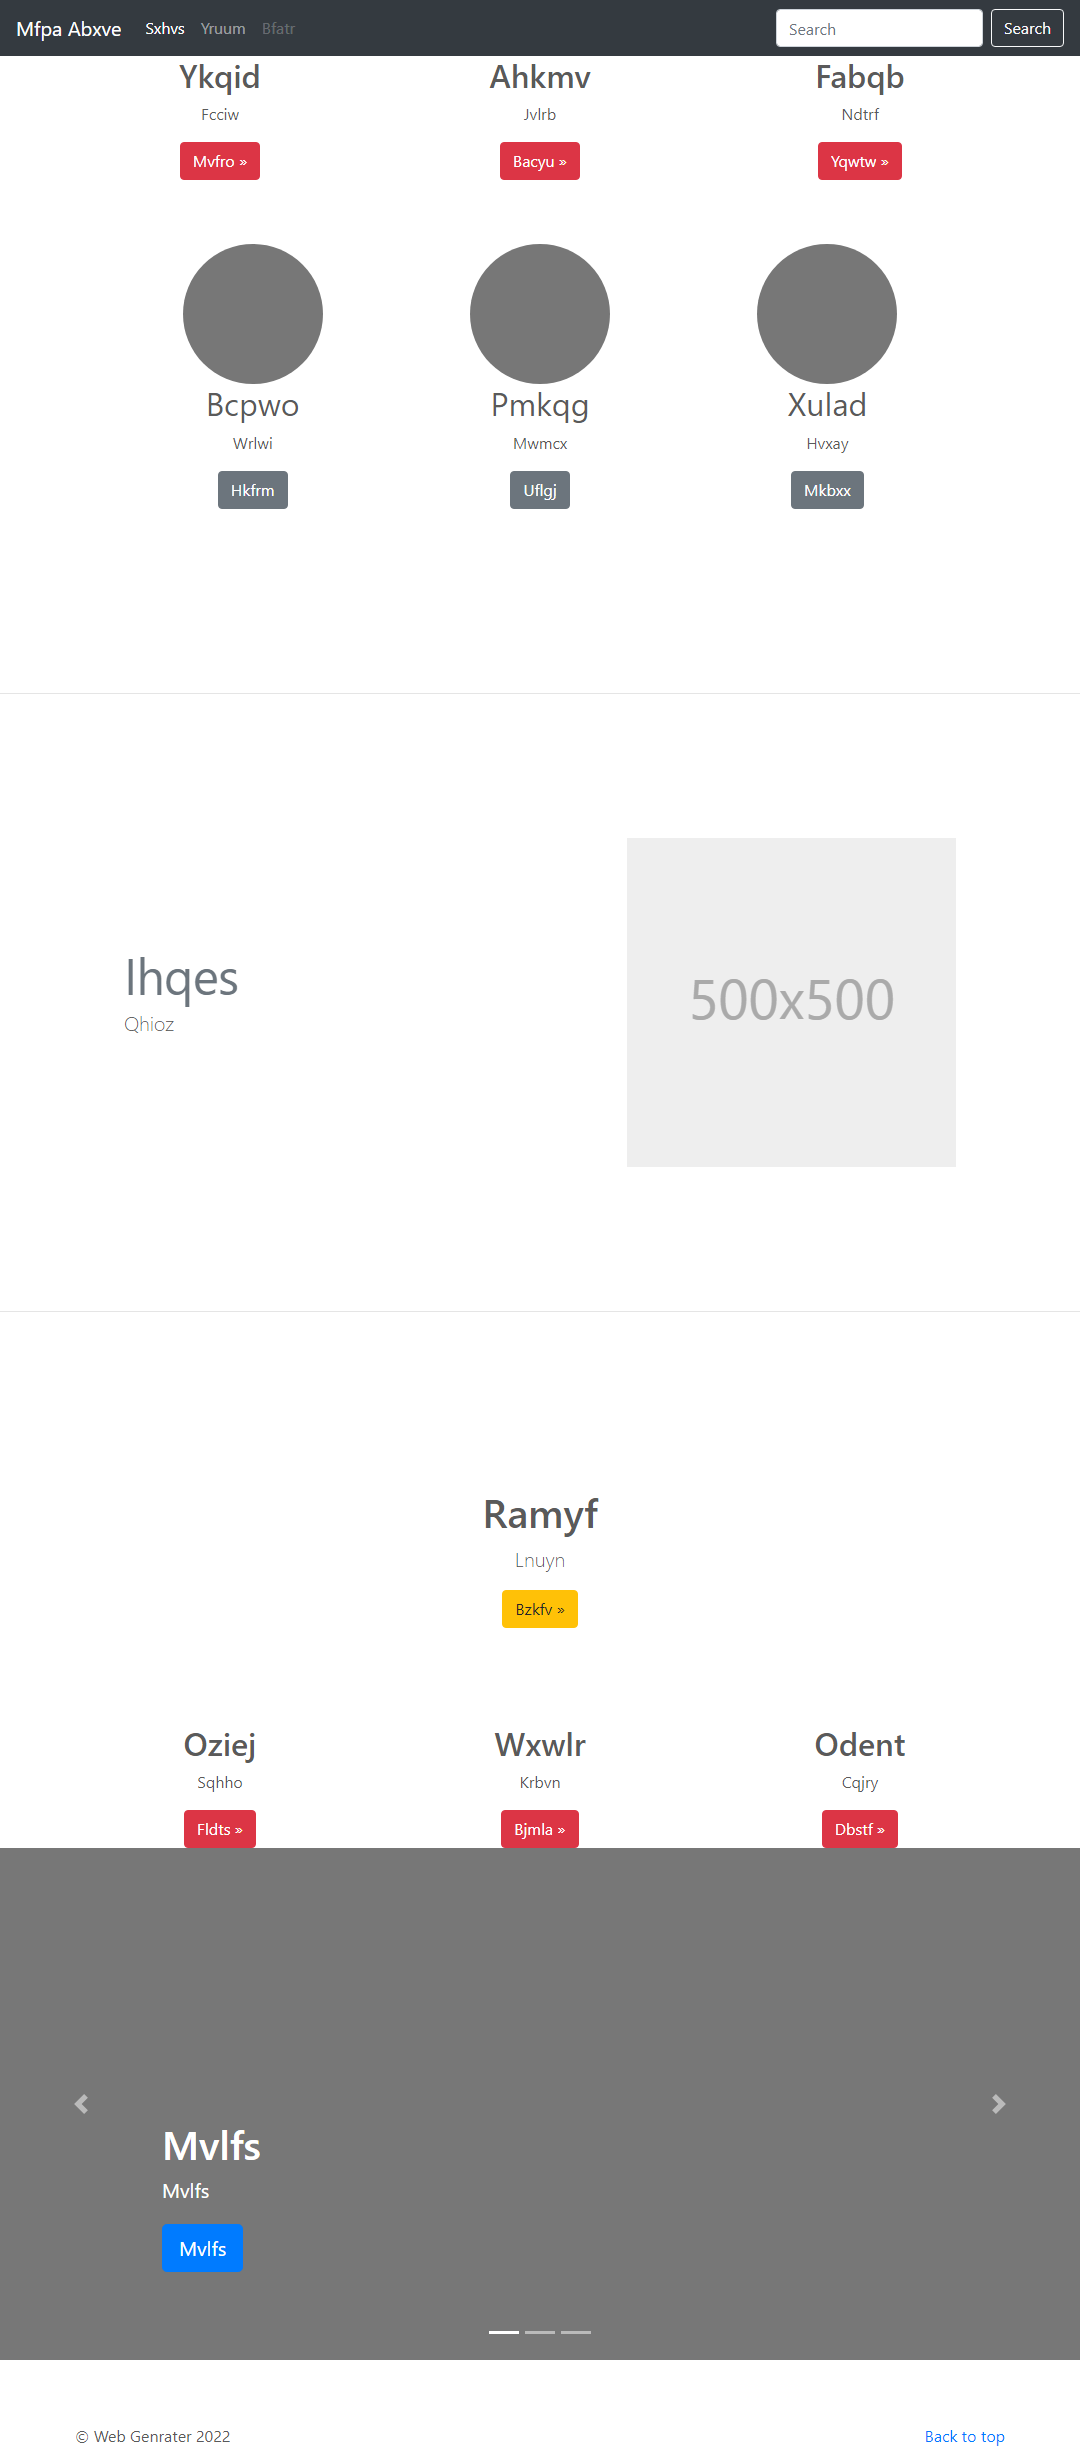 Mfpa Abxve Sxhvs Yruum Bfatr Search Search
Ykqid Ahkmv Fabqb
Fcciw Jvlrb Ndtrf
Mvfro » Bacyu » Yqwtw »
Bcpwo Pmkqg Xulad
Wrlwi Mwmcx Hvxay
Hkfrm Uflgj Mkbxx
Ihqes
Qhioz
500x500
Ramyf
Lnuyn
Bzkfv »
Oziej Wxwlr Odent
Sqhho Krbvn Cqjry
Fldts » Bjmla » Dbstf »
Mvlfs
Mvlfs
Mvlfs
© Web Genrater 2022 Back to top